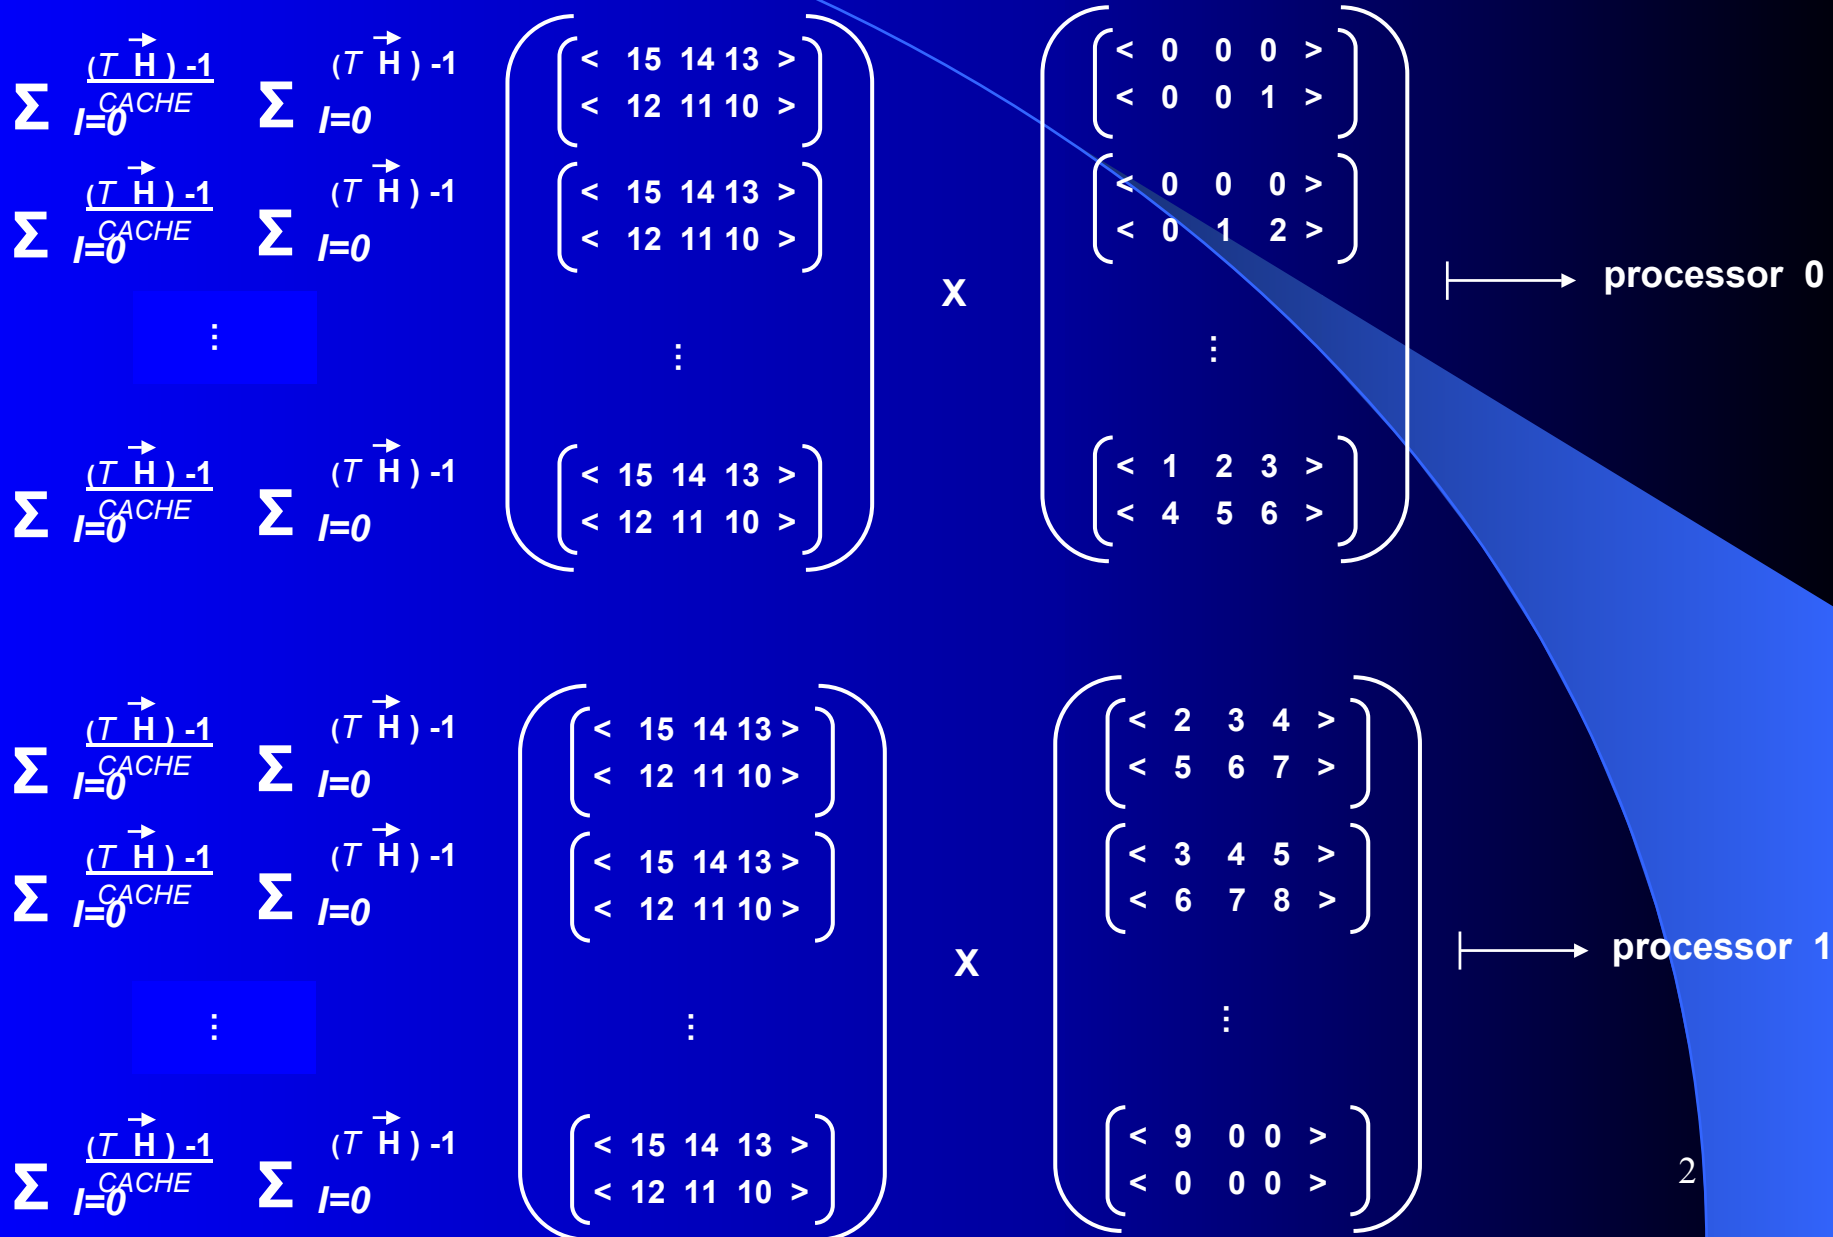 (T H ) -1 (T H ) -1 < 15 14 13 > < 0 0 0 >
Σ CACHE Σ < 12 11 10 > < 0 0 1 >
I=0 I=0
(T H ) -1 (T H ) -1 < 15 14 13 > < 0 0 0 >
Σ CACHE Σ < 12 11 10 > < 0 1 2 >
I=0 I=0
x processor 0
⋮ ⋮ ⋮
(T H ) -1 (T H ) -1 < 15 14 13 > < 1 2 3 >
Σ CACHE Σ < 12 11 10 > < 4 5 6 >
I=0 I=0
(T H ) -1 (T H ) -1 < 15 14 13 > < 2 3 4 >
Σ CACHE Σ < 12 11 10 > < 5 6 7 >
I=0 I=0
(T H ) -1 (T H ) -1 < 15 14 13 > < 3 4 5 >
Σ CACHE Σ < 12 11 10 > < 6 7 8 >
I=0 I=0
x processor 1
⋮ ⋮ ⋮
(T H ) -1 (T H ) -1 < 15 14 13 > < 9 0 0 >
Σ CACHE Σ < 12 11 10 > < 0 0 0 >
I=0 I=0
2